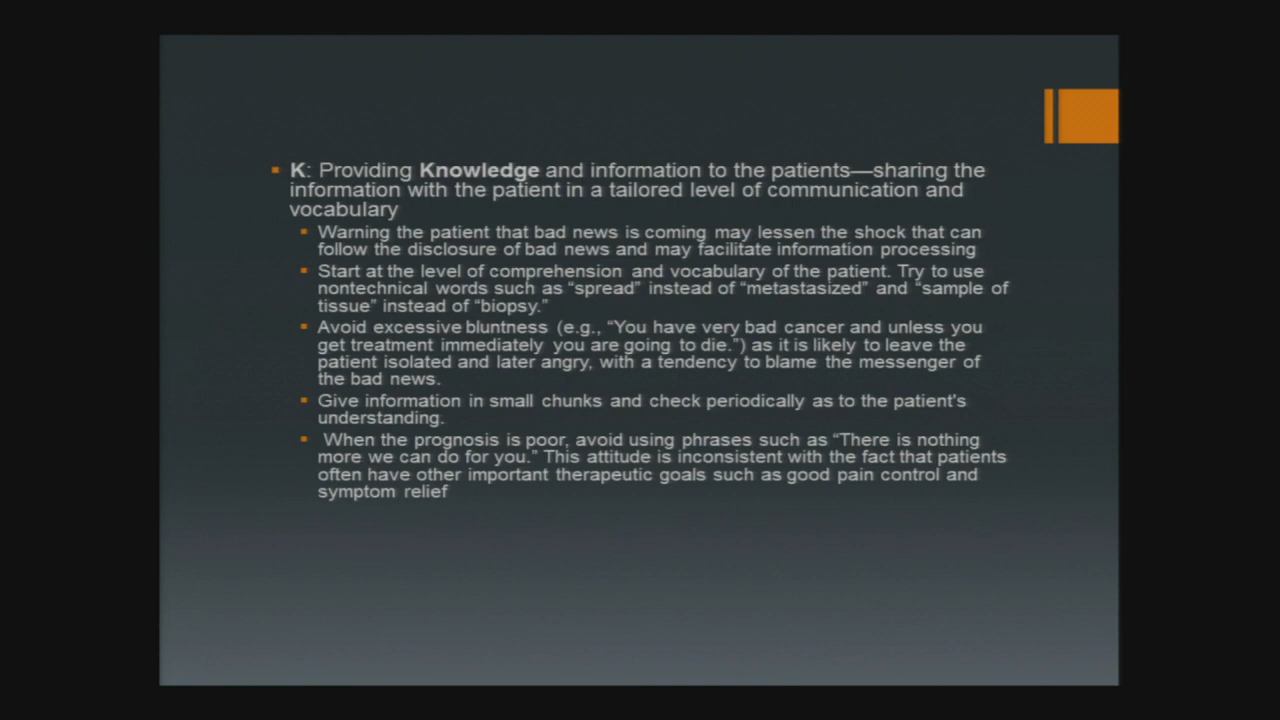 K: Providing Knowledge and information to the patients—sharing the
information with the patient in a tailored level of communication and
vocabulary
Warning the patient that bad news is coming may lessen the shock that can
follow the disclosure of bad news and may facilitate information processing
Start at the level of comprehension and vocabulary of the patient. Try to use
nontechnical words such as “spread” instead of “metastasized” and “sample of
tissue” instead of “biopsy.”
Avoid excessive bluntness (e.g., “You have very bad cancer and unless you
get treatment immediately you are going to die.”) as it is likely to leave the
patient isolated and later angry, with a tendency to blame the messenger of
the bad news.
Give information in small chunks and check periodically as to the patient's
understanding.
When the prognosis is poor, avoid using phrases such as “There is nothing
more we can do for you.” This attitude is inconsistent with the fact that patients
often have other important therapeutic goals such as good pain control and
symptom relief